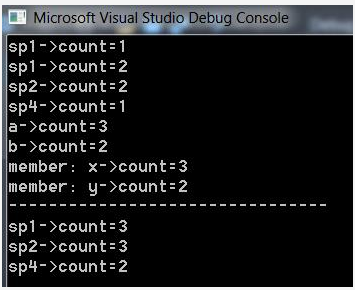 Microsoft Visual Studio Debug Console
sp1->count=1
sp1->count=2
sp2->count=2
sp4->count=1
a->count=3
b->count=2
member: x->count=3
member: y->count=2
--------------------------------
sp1->count=3
sp2->count=3
sp4->count=2